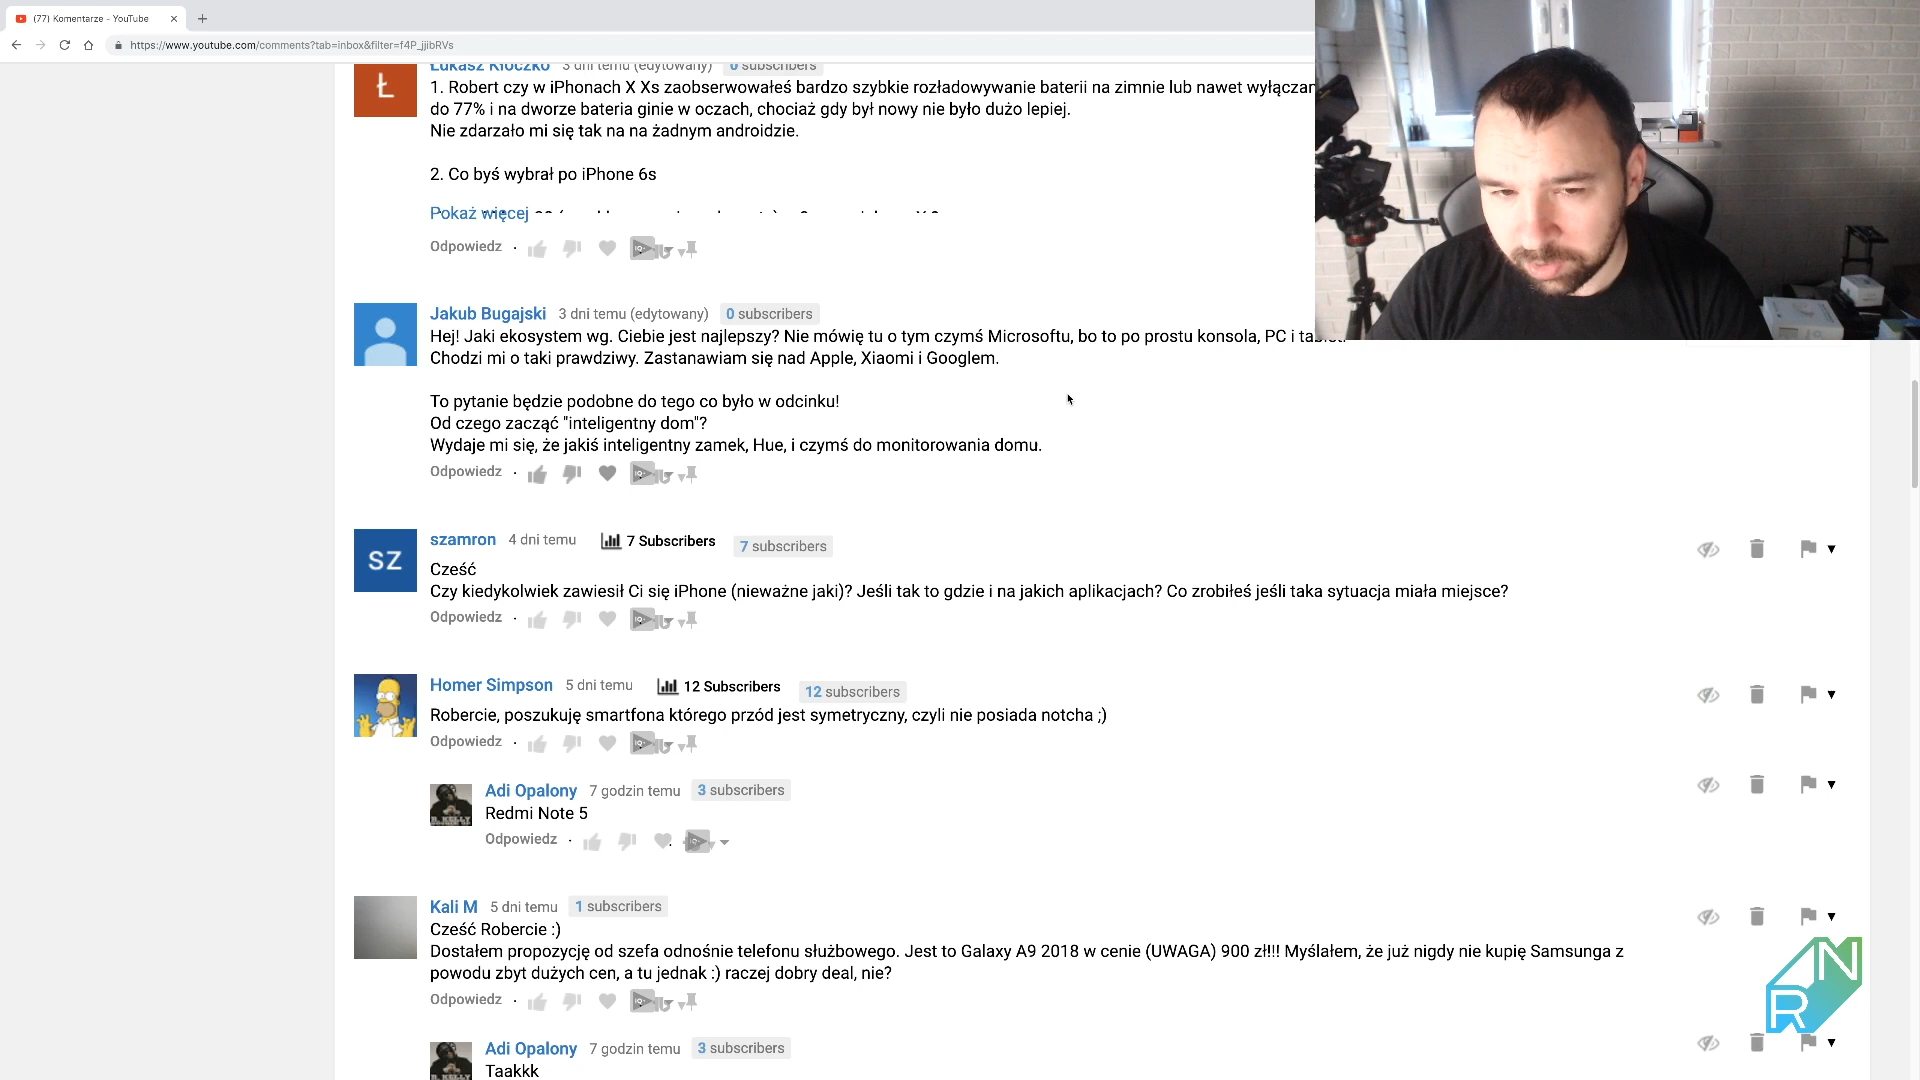 (77) Komentarze - YouTube
https://www.youtube.com/comments?tab=inbox&filter=f4P_jjibRVs
Łukasz Kłoczko 3 dni temu (edytowany) 0 subscribers
Ł
1. Robert czy w iPhonach X Xs zaobserwowałeś bardzo szybkie rozładowywanie baterii na zimnie lub nawet
do 77% i na dworze bateria ginie w oczach, chociaż gdy był nowy nie było dużo lepiej.
Nie zdarzało mi się tak na na żadnym androidzie.
2. Co byś wybrał po iPhone 6s
Pokaż więcej
Odpowiedz
Jakub Bugajski 3 dni temu (edytowany) 0 subscribers
Hej! Jaki ekosystem wg. Ciebie jest najlepszy? Nie mówię tu o tym czymś Microsoftu, bo to po prostu konsola, PC i
Chodzi mi o taki prawdziwy. Zastanawiam się nad Apple, Xiaomi i Googlem.
To pytanie będzie podobne do tego co było w odcinku!
Od czego zacząć "inteligentny dom"?
Wydaje mi się, że jakiś inteligentny zamek, Hue, i czymś do monitorowania domu.
Odpowiedz
SZ
szamron 4 dni temu 7 Subscribers 7 subscribers
Cześć
Czy kiedykolwiek zawiesił Ci się iPhone (nieważne jaki)? Jeśli tak to gdzie i na jakich aplikacjach? Co zrobiłeś jeśli taka sytuacja miała miejsce?
Odpowiedz
Homer Simpson 5 dni temu 12 Subscribers 12 subscribers
Robercie, poszukuję smartfona którego przód jest symetryczny, czyli nie posiada notcha ;)
Odpowiedz
Adi Opalony 7 godzin temu 3 subscribers
Redmi Note 5
Odpowiedz
Kali M 5 dni temu 1 subscribers
Cześć Robercie :)
Dostałem propozycję od szefa odnośnie telefonu służbowego. Jest to Galaxy A9 2018 w cenie (UWAGA) 900 zł!!! Myślałem, że już nigdy nie kupię Samsunga z
powodu zbyt dużych cen, a tu jednak :) raczej dobry deal, nie?
Odpowiedz
RN
Adi Opalony 7 godzin temu 3 subscribers
Taakkk